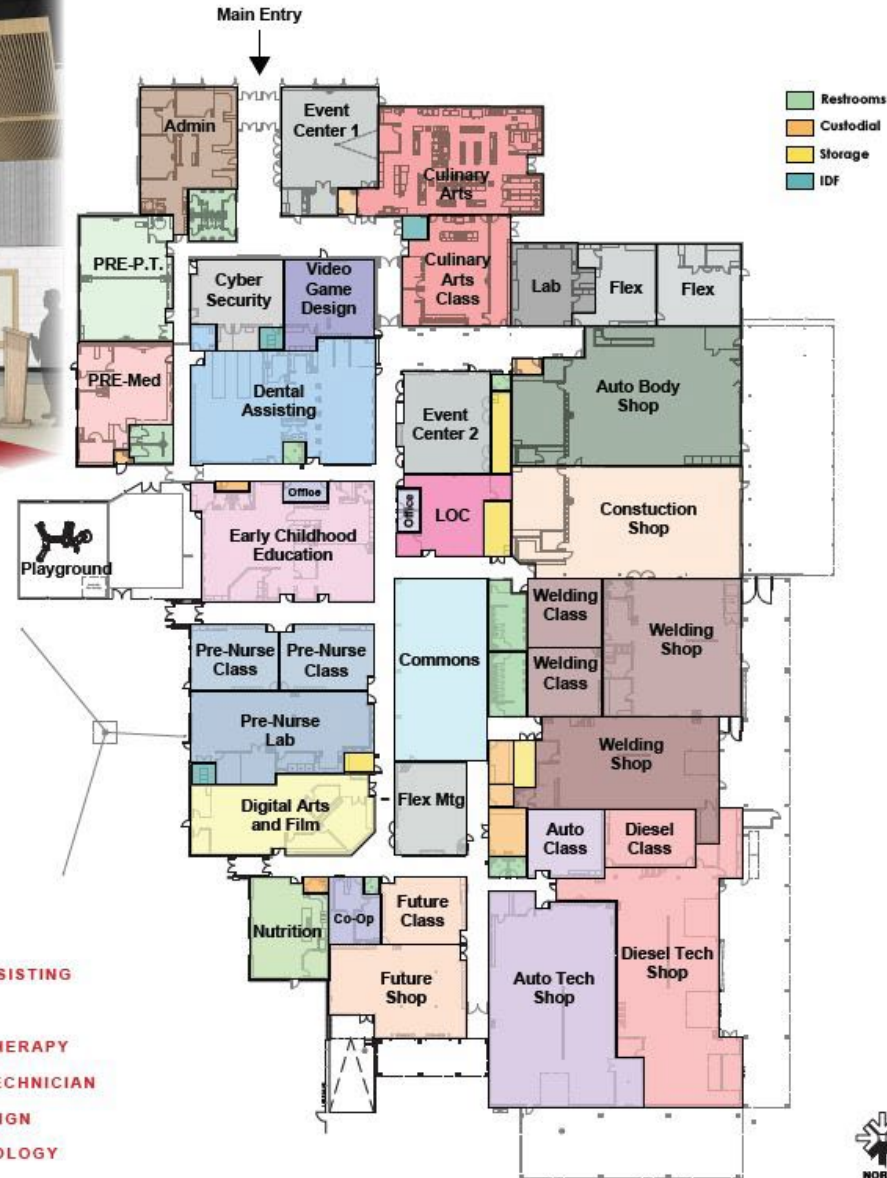 Main Entry
Restrooms
Custodial
Storage
IDF
Admin
Event
Center 1
Culinary
Arts
PRE-P.T.
Cyber
Security
Video
Game
Design
Culinary
Arts
Class
Lab
Flex
Flex
PRE-Med
Dental
Assisting
Event
Center 2
Auto Body
Shop
Office
Office
LOC
Constuction
Shop
Early Childhood
Education
Playground
Pre-Nurse
Class
Pre-Nurse
Class
Commons
Welding
Class
Welding
Class
Welding
Shop
Pre-Nurse
Lab
Welding
Shop
Digital Arts
and Film
Flex Mtg
Auto
Class
Diesel
Class
Nutrition
Co-Op
Future
Class
Future
Shop
Auto Tech
Shop
Diesel Tech
Shop
SISTING
HERAPY
ECHNICIAN
IGN
OLOGY
NOR